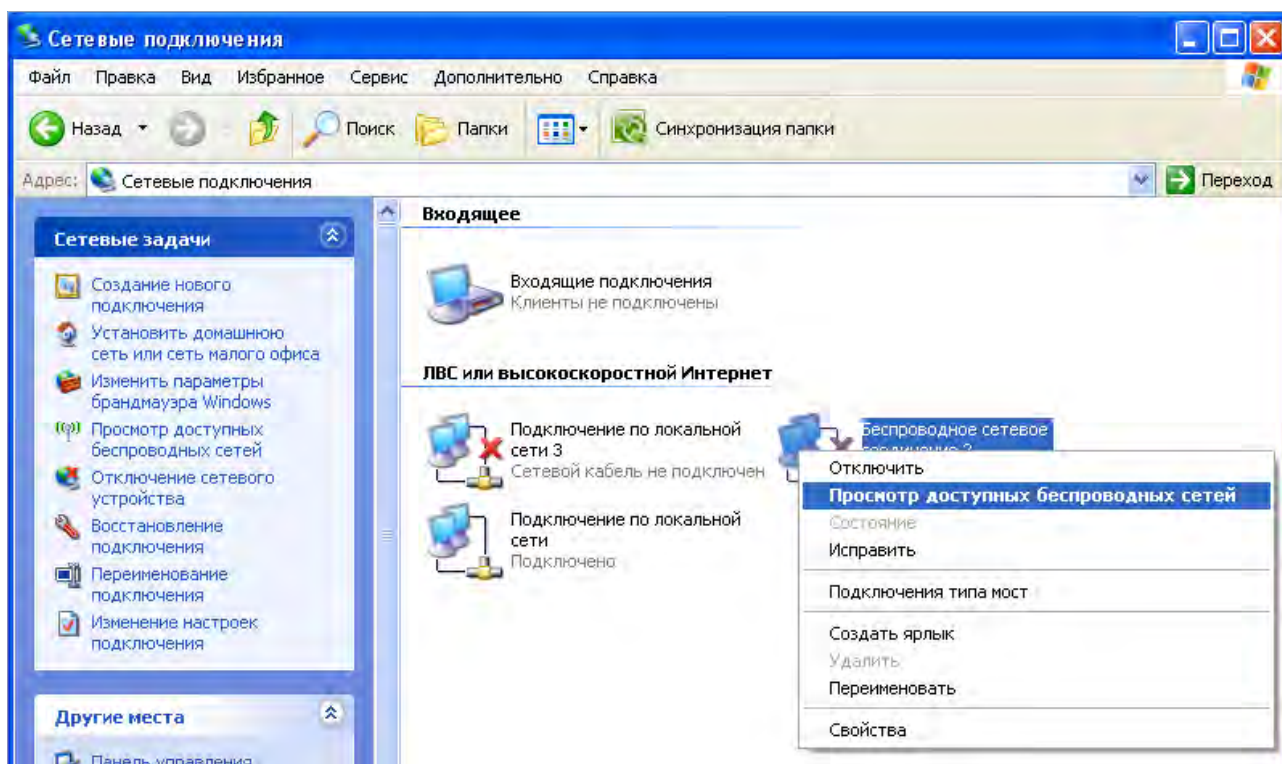 Сетевые подключения
Файл Правка Вид Избранное Сервис Дополнительно Справка
Назад Поиск Папки Синхронизация папки
Адрес: Сетевые подключения Переход
Сетевые задачи
Создание нового
подключения
Установить домашнюю
сеть или сеть малого офиса
Изменить параметры
брандмауэра Windows
Просмотр доступных
беспроводных сетей
Отключение сетевого
устройства
Восстановление
подключения
Переименование
подключения
Изменение настроек
подключения
Другие места
Панель управления
Входящее
Входящие подключения
Клиенты не подключены
ЛВС или высокоскоростной Интернет
Подключение по локальной
сети 3
Сетевой кабель не подключен
Беспроводное сетевое
соединение 2
Подключение по локальной
сети
Подключено
Отключить
Просмотр доступных беспроводных сетей
Состояние
Исправить
Подключения типа мост
Создать ярлык
Удалить
Переименовать
Свойства